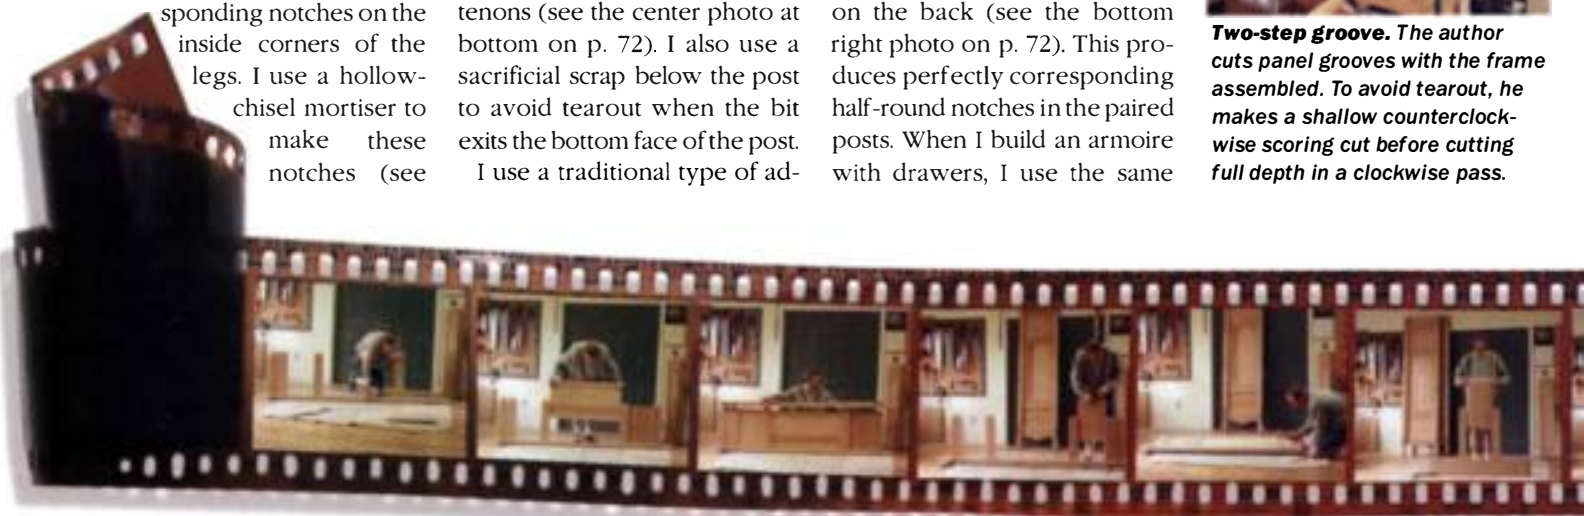 sponding notches on the
inside corners of the
legs. I use a hollow-
chisel mortiser to
make these
notches (see
tenons (see the center photo at
bottom on p. 72). I also use a
sacrificial scrap below the post
to avoid tearout when the bit
exits the bottom face of the post.
I use a traditional type of ad-
on the back (see the bottom
right photo on p. 72). This pro-
duces perfectly corresponding
half-round notches in the paired
posts. When I build an armoire
with drawers, I use the same
Two-step groove. The author
cuts panel grooves with the frame
assembled. To avoid tearout, he
makes a shallow counterclock-
wise scoring cut before cutting
full depth in a clockwise pass.